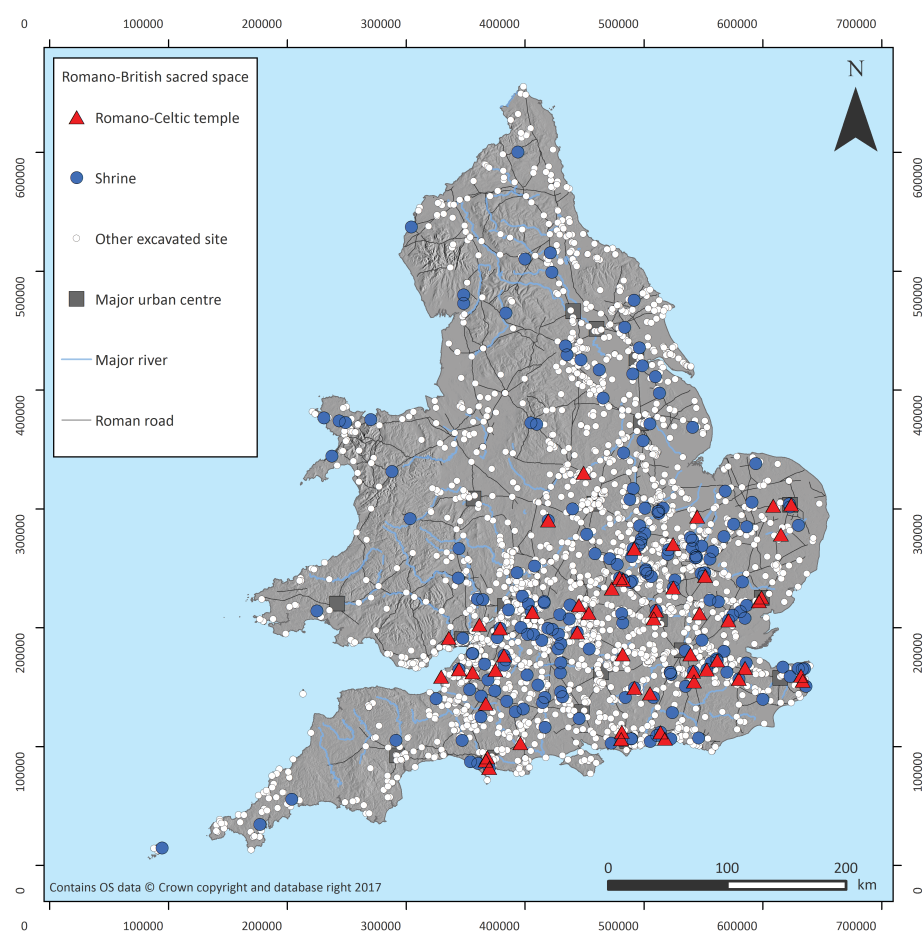 0 100000 200000 300000 400000 500000 600000 700000
Romano-British sacred space
N
Romano-Celtic temple
Shrine
Other excavated site
Major urban centre
Major river
Roman road
600000 600000
500000 500000
400000 400000
300000 300000
200000 200000
100000 100000
0 0
0 100 200
km
Contains OS data © Crown copyright and database right 2017
0 100000 200000 300000 400000 500000 600000 700000